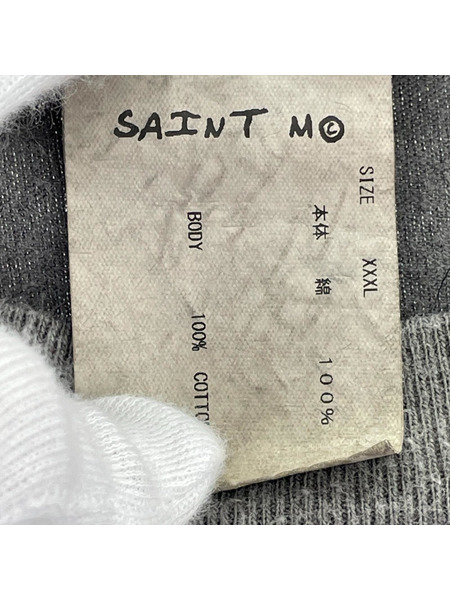 SAINT M©
SIZE XXXL
本体 綿 100%
BODY 100% COTTO